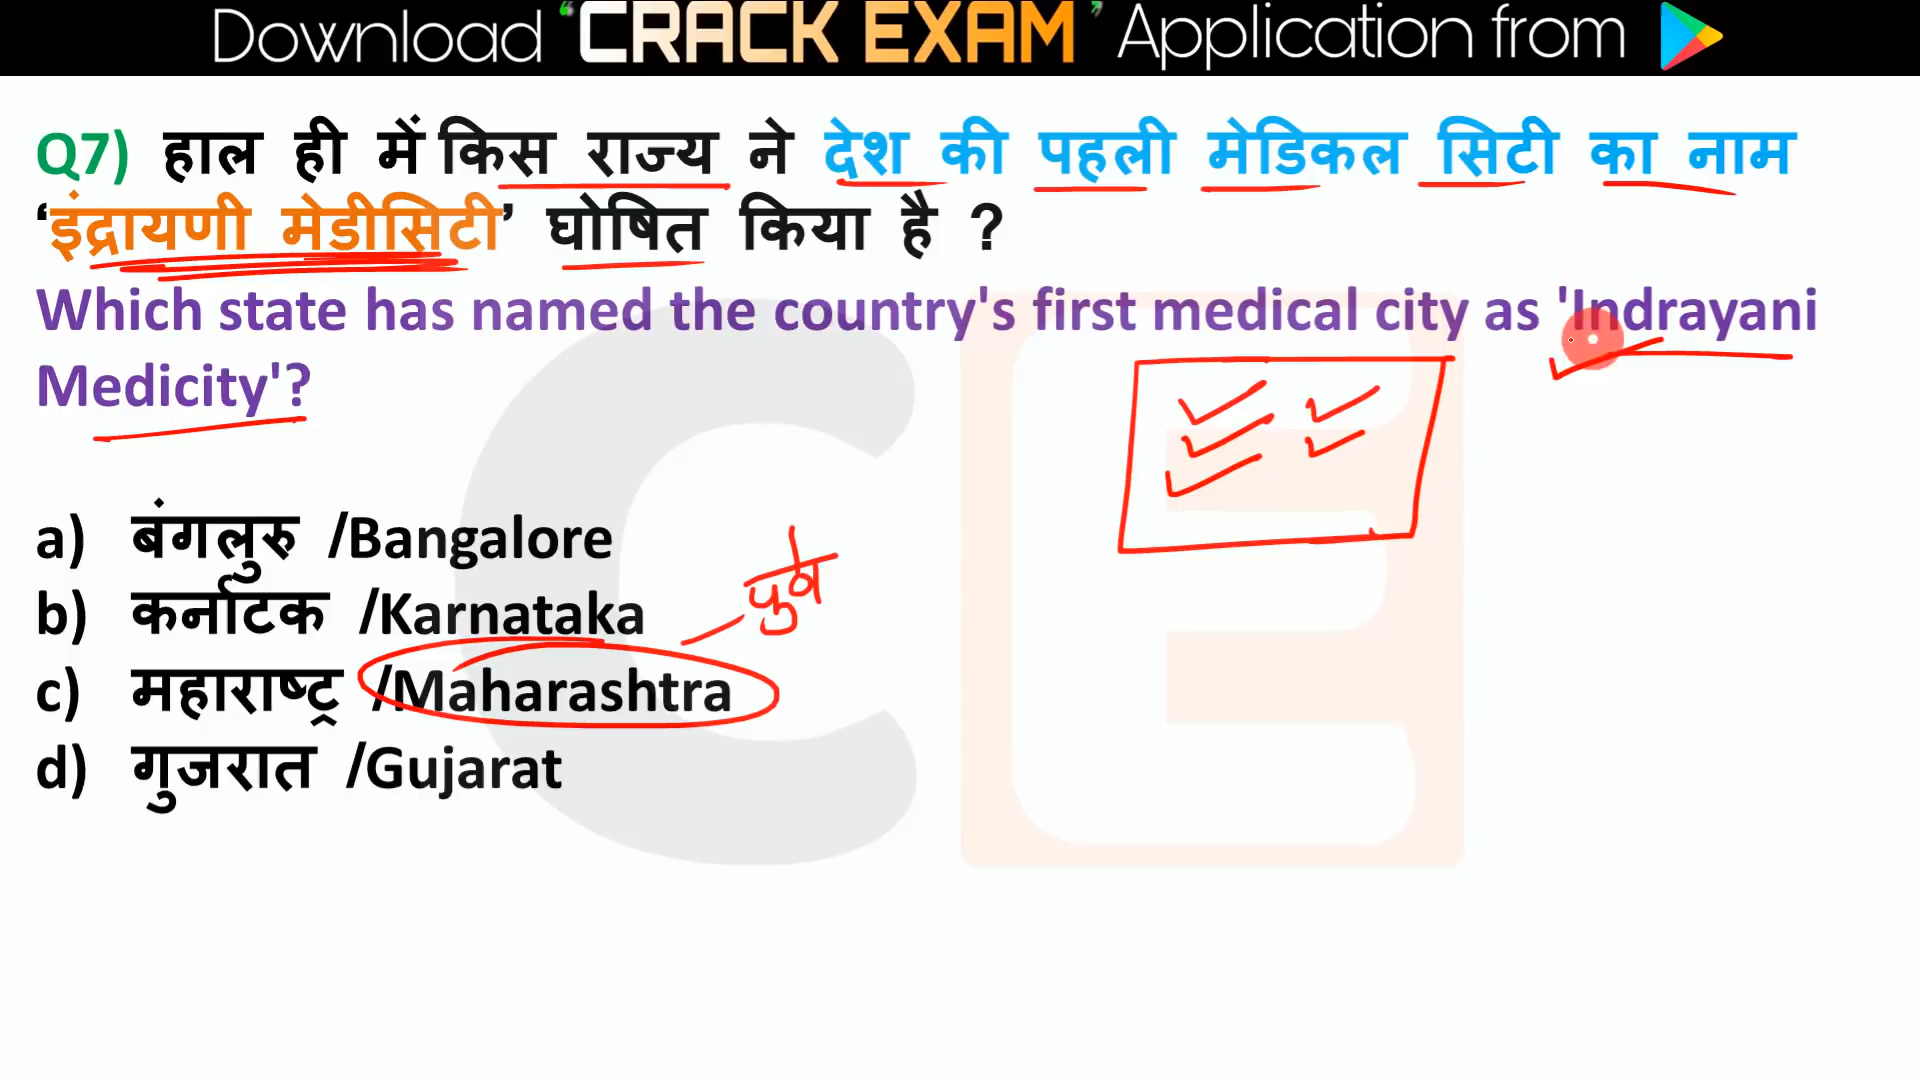 Download ‘CRACK EXAM’ Application from
Q7) हाल ही में किस राज्य ने देश की पहली मेडिकल सिटी का नाम
‘इंद्रायणी मेडीसिटी’ घोषित किया है ?
Which state has named the country's first medical city as 'Indrayani
Medicity'?
a) बंगलुरु /Bangalore
b) कर्नाटक /Karnataka
c) महाराष्ट्र /Maharashtra
d) गुजरात /Gujarat
CE